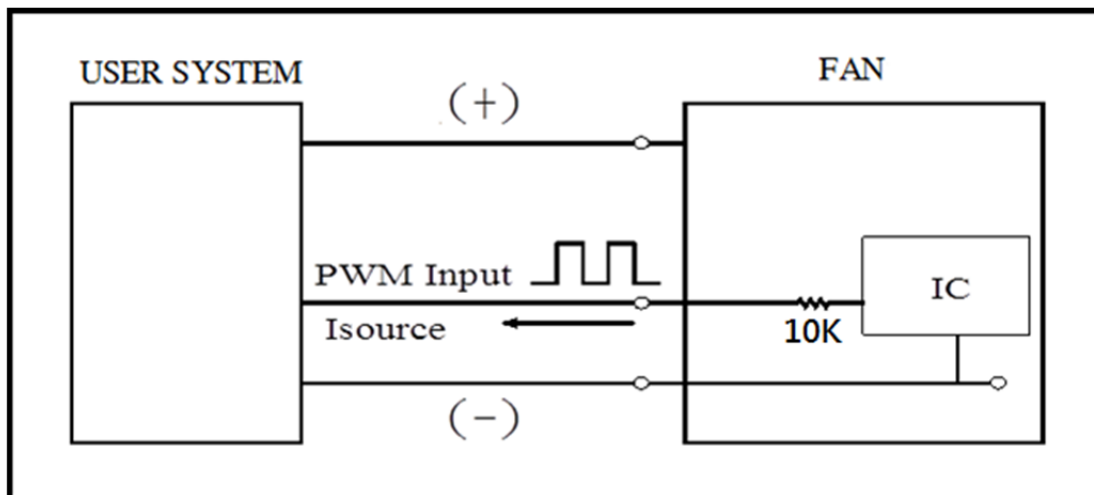 USER SYSTEM
FAN
(+)
PWM Input
IC
Isource
10K
(-)